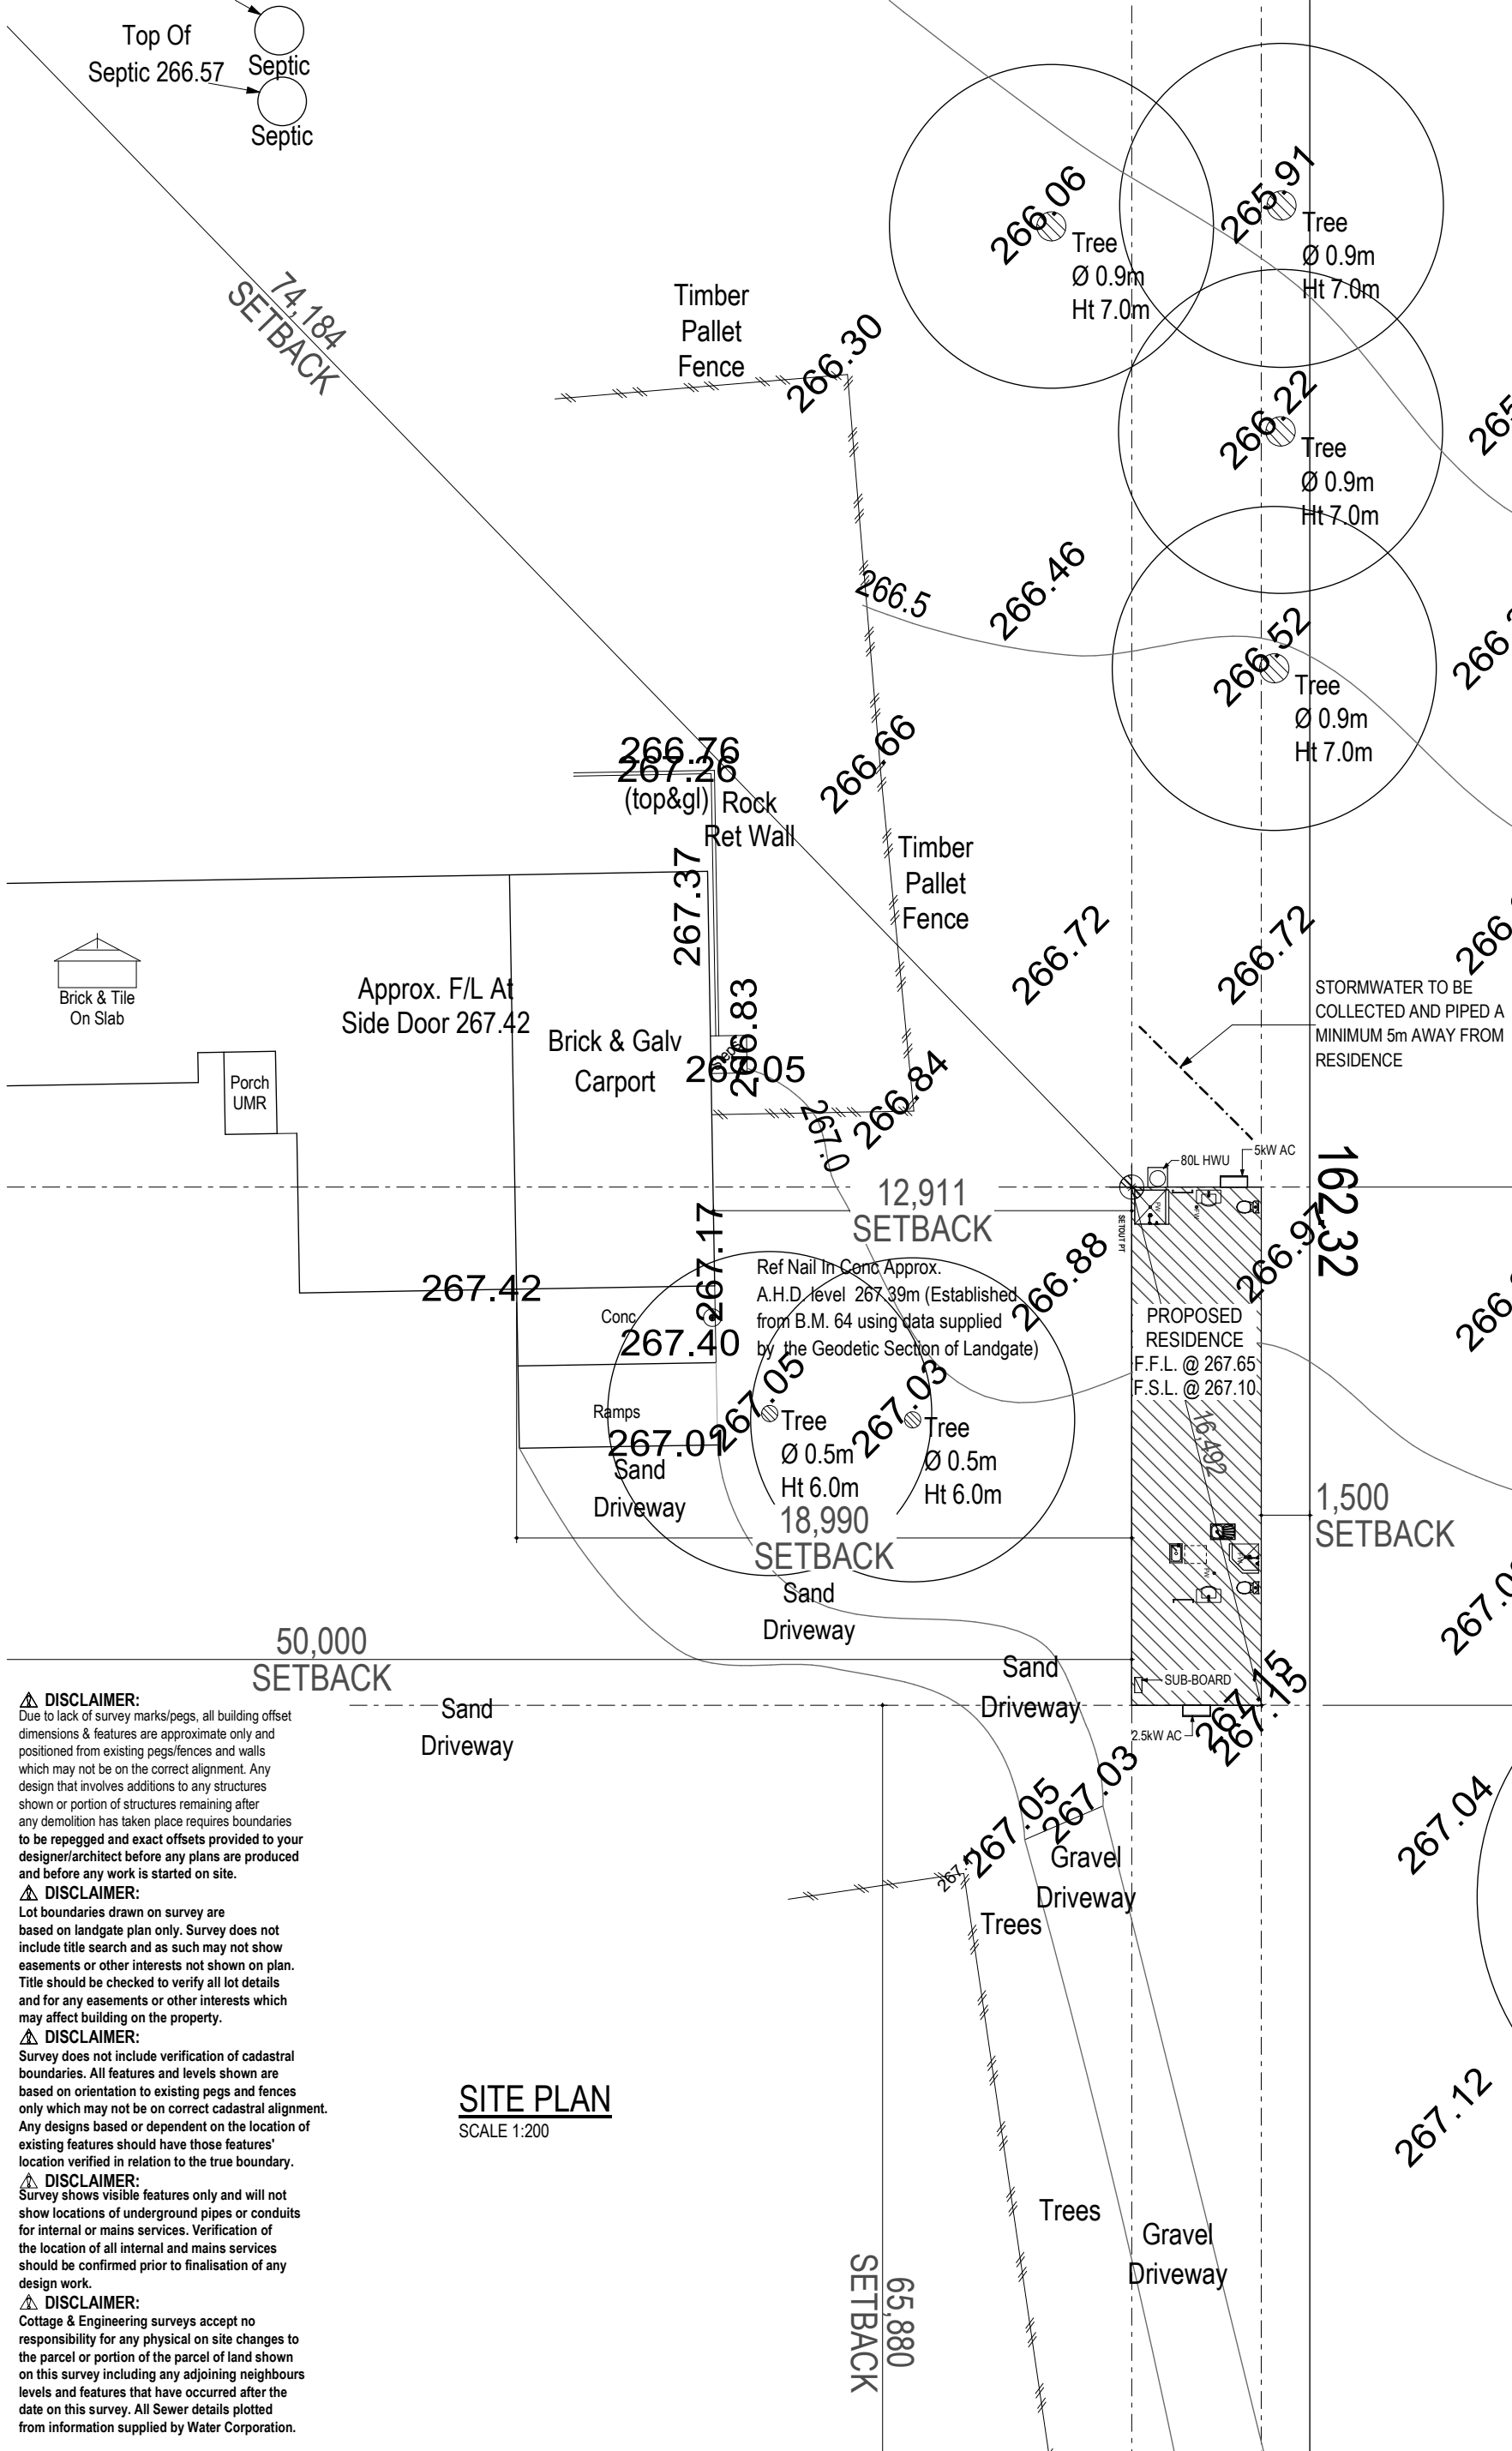 Top Of
Septic 266.57
Septic
Septic
74,184
SETBACK
Timber
Pallet
Fence
266.30
266.06
Tree
Ø 0.9m
Ht 7.0m
265.91
Tree
Ø 0.9m
Ht 7.0m
266.22
Tree
Ø 0.9m
Ht 7.0m
266.5
266.46
266.52
Tree
Ø 0.9m
Ht 7.0m
266.76
267.26
(top&gl)
Rock
Ret Wall
266.66
267.37
Timber
Pallet
Fence
266.72
266.72
Brick & Tile
On Slab
Approx. F/L At
Side Door 267.42
Brick & Galv
Carport
266.83
267.05
Porch
UMR
267.0
266.84
STORMWATER TO BE
COLLECTED AND PIPED A
MINIMUM 5m AWAY FROM
RESIDENCE
80L HWU
5kW AC
162.32
12,911
SETBACK
SETOUT PT
267.17
266.88
266.97
267.42
Conc
267.40
Ref Nail In Conc Approx.
A.H.D. level 267.39m (Established
from B.M. 64 using data supplied
by the Geodetic Section of Landgate)
PROPOSED
RESIDENCE
F.F.L. @ 267.65
F.S.L. @ 267.10
16,492
Ramps
267.01
267.05
Tree
Ø 0.5m
Ht 6.0m
267.03
Tree
Ø 0.5m
Ht 6.0m
Sand
Driveway
18,990
SETBACK
1,500
SETBACK
Sand
Driveway
50,000
SETBACK
Sand
Driveway
Sand
Driveway
SUB-BOARD
2.5kW AC
267.15
267.15
267.05
267.03
267.04
Gravel
Driveway
Trees
267.12
DISCLAIMER:
Due to lack of survey marks/pegs, all building offset
dimensions & features are approximate only and
positioned from existing pegs/fences and walls
which may not be on the correct alignment. Any
design that involves additions to any structures
shown or portion of structures remaining after
any demolition has taken place requires boundaries
to be repegged and exact offsets provided to your
designer/architect before any plans are produced
and before any work is started on site.
DISCLAIMER:
Lot boundaries drawn on survey are
based on landgate plan only. Survey does not
include title search and as such may not show
easements or other interests not shown on plan.
Title should be checked to verify all lot details
and for any easements or other interests which
may affect building on the property.
DISCLAIMER:
Survey does not include verification of cadastral
boundaries. All features and levels shown are
based on orientation to existing pegs and fences
only which may not be on correct cadastral alignment.
Any designs based or dependent on the location of
existing features should have those features'
location verified in relation to the true boundary.
DISCLAIMER:
Survey shows visible features only and will not
show locations of underground pipes or conduits
for internal or mains services. Verification of
the location of all internal and mains services
should be confirmed prior to finalisation of any
design work.
DISCLAIMER:
Cottage & Engineering surveys accept no
responsibility for any physical on site changes to
the parcel or portion of the parcel of land shown
on this survey including any adjoining neighbours
levels and features that have occurred after the
date on this survey. All Sewer details plotted
from information supplied by Water Corporation.
SITE PLAN
SCALE 1:200
Trees
Gravel
Driveway
65,880
SETBACK